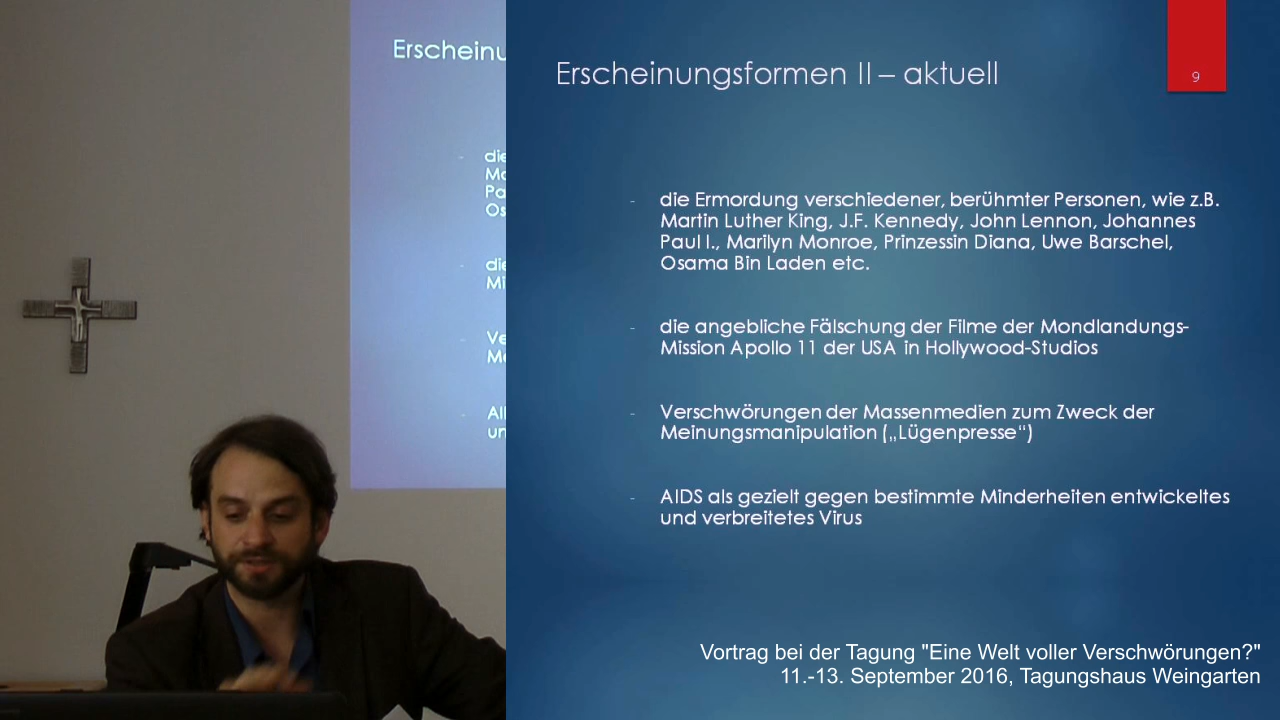 Erscheinungsformen II – aktuell
9
- die Ermordung verschiedener, berühmter Personen, wie z.B.
Martin Luther King, J.F. Kennedy, John Lennon, Johannes
Paul I., Marilyn Monroe, Prinzessin Diana, Uwe Barschel,
Osama Bin Laden etc.
- die angebliche Fälschung der Filme der Mondlandungs-
Mission Apollo 11 der USA in Hollywood-Studios
- Verschwörungen der Massenmedien zum Zweck der
Meinungsmanipulation („Lügenpresse“)
- AIDS als gezielt gegen bestimmte Minderheiten entwickeltes
und verbreitetes Virus
Vortrag bei der Tagung "Eine Welt voller Verschwörungen?"
11.-13. September 2016, Tagungshaus Weingarten